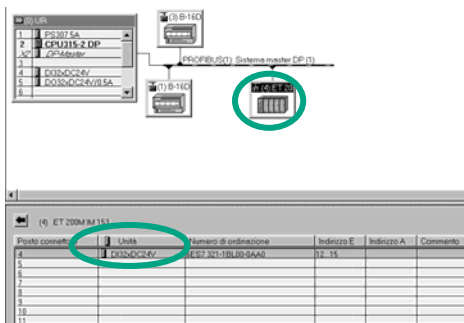 (0) UR
1 PS307 5A
2 CPU315-2 DP
X2 DP-Master
3
4 DI32xDC24V
5 DO32xDC24V/0.5A
6
(3) B-16D
PROFIBUS(1): Sistema master DP (1)
(1) B-16D
(4) ET 20
(4) ET 200M IM 153
Posto connetto Unità Numero di ordinazione Indirizzo E Indirizzo A Commento
4 DI32xDC24V 6ES7 321-1BL00-0AA0 12...15
5
6
7
8
9
10
11